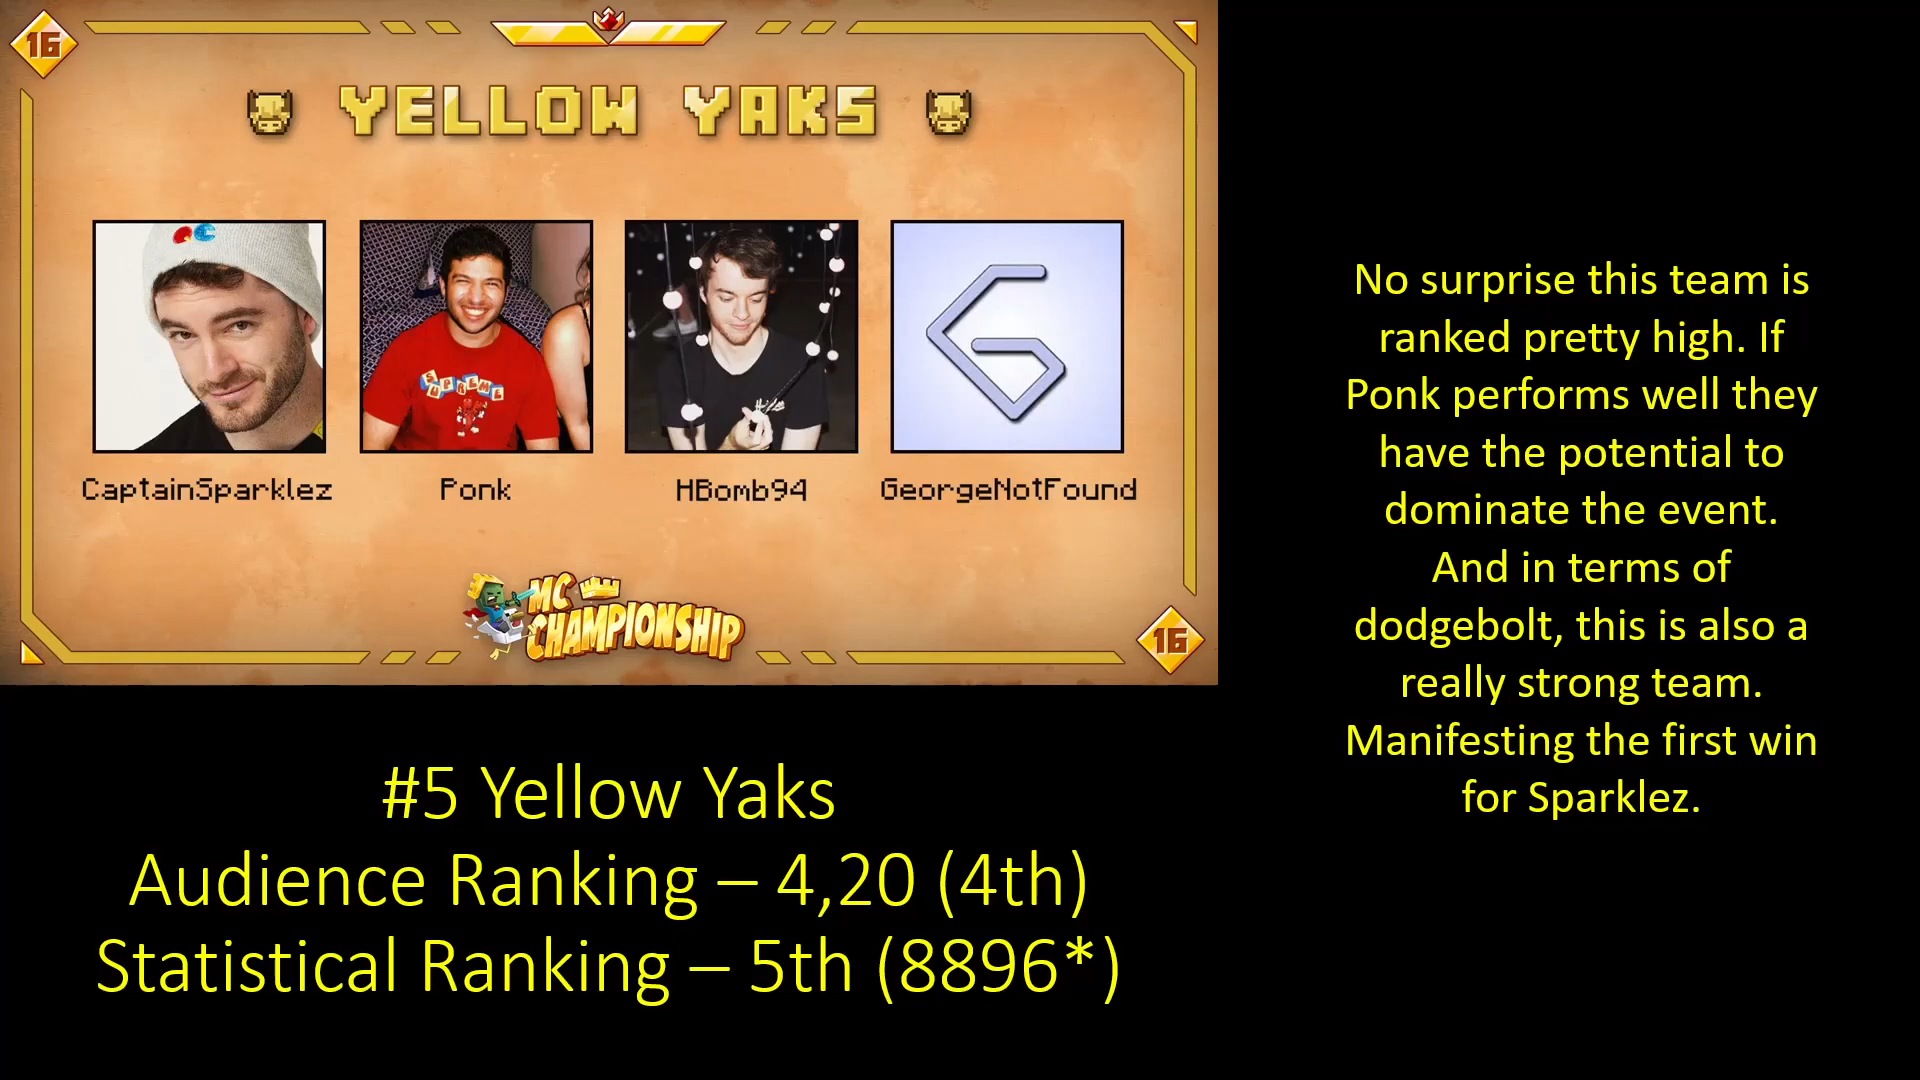 16
YELLOW YAKS
SUPREME
CaptainSparklez
Ponk
HBomb94
GeorgeNotFound
MC
CHAMPIONSHIP
16
#5 Yellow Yaks
Audience Ranking – 4,20 (4th)
Statistical Ranking – 5th (8896*)
No surprise this team is
ranked pretty high. If
Ponk performs well they
have the potential to
dominate the event.
And in terms of
dodgebolt, this is also a
really strong team.
Manifesting the first win
for Sparklez.